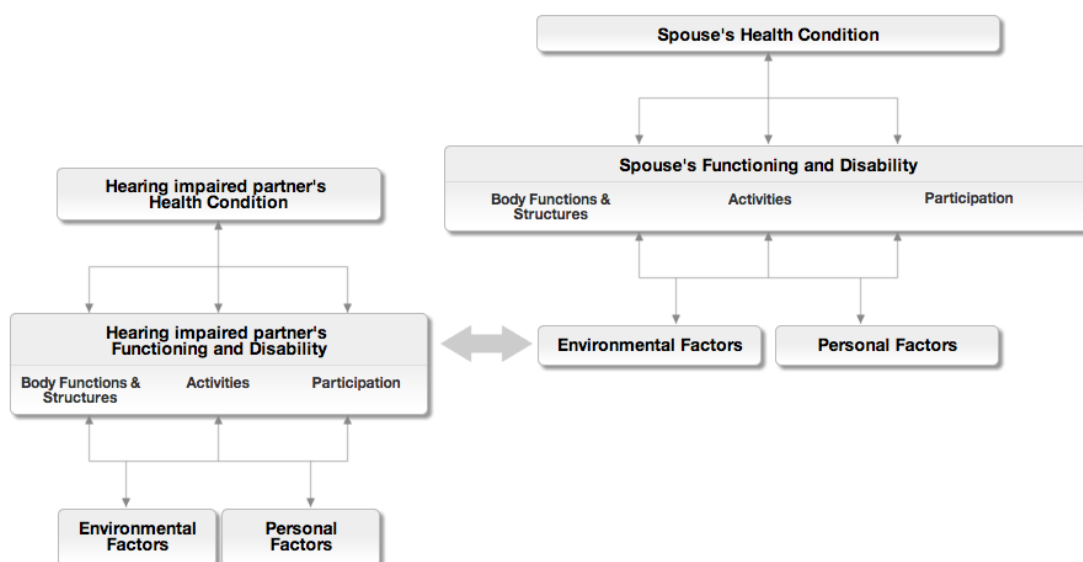 Spouse's Health Condition
Spouse's Functioning and Disability
Body Functions &
Structures
Activities
Participation
Environmental Factors
Personal Factors
Hearing impaired partner's
Health Condition
Hearing impaired partner's
Functioning and Disability
Body Functions &
Structures
Activities
Participation
Environmental
Factors
Personal
Factors